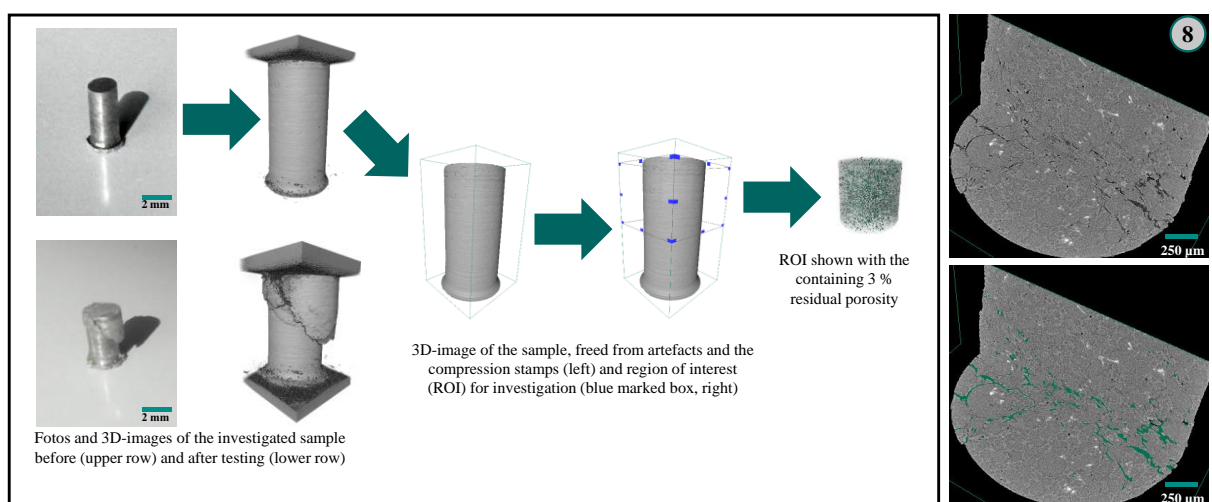 2 mm
2 mm
Fotos and 3D-images of the investigated sample
before (upper row) and after testing (lower row)
3D-image of the sample, freed from artefacts and the
compression stamps (left) and region of interest
(ROI) for investigation (blue marked box, right)
ROI shown with the
containing 3 %
residual porosity
8
250 µm
250 µm